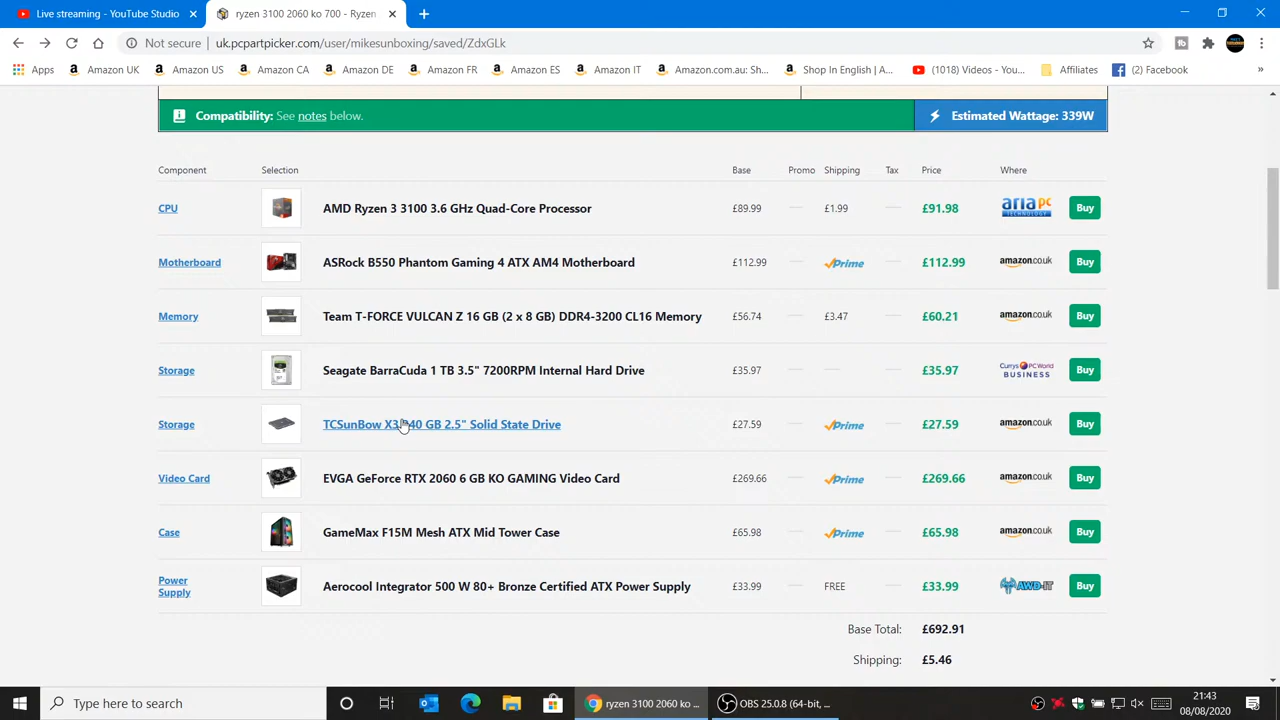 Live streaming - YouTube Studio
ryzen 3100 2060 ko 700 - Ryzen
Not secure
uk.pcpartpicker.com/user/mikesunboxing/saved/ZdxGLk
Apps
Amazon UK
Amazon US
Amazon CA
Amazon DE
Amazon FR
Amazon ES
Amazon IT
Amazon.com.au: Sh...
Shop In English | A...
(1018) Videos - You...
Affiliates
(2) Facebook
»
Compatibility: See notes below.
Estimated Wattage: 339W
Component Selection Base Promo Shipping Tax Price Where
CPU AMD Ryzen 3 3100 3.6 GHz Quad-Core Processor £89.99 £1.99 £91.98 aria PC TECHNOLOGY Buy
Motherboard ASRock B550 Phantom Gaming 4 ATX AM4 Motherboard £112.99 Prime £112.99 amazon.co.uk Buy
Memory Team T-FORCE VULCAN Z 16 GB (2 x 8 GB) DDR4-3200 CL16 Memory £56.74 £3.47 £60.21 amazon.co.uk Buy
Storage Seagate BarraCuda 1 TB 3.5" 7200RPM Internal Hard Drive £35.97 £35.97 Currys PC World BUSINESS Buy
Storage TCSunBow X3 240 GB 2.5" Solid State Drive £27.59 Prime £27.59 amazon.co.uk Buy
Video Card EVGA GeForce RTX 2060 6 GB KO GAMING Video Card £269.66 Prime £269.66 amazon.co.uk Buy
Case GameMax F15M Mesh ATX Mid Tower Case £65.98 Prime £65.98 amazon.co.uk Buy
Power Supply Aerocool Integrator 500 W 80+ Bronze Certified ATX Power Supply £33.99 FREE £33.99 AWD-IT Buy
Base Total: £692.91
Shipping: £5.46
Type here to search
ryzen 3100 2060 ko ...
OBS 25.0.8 (64-bit, ...
21:43
08/08/2020